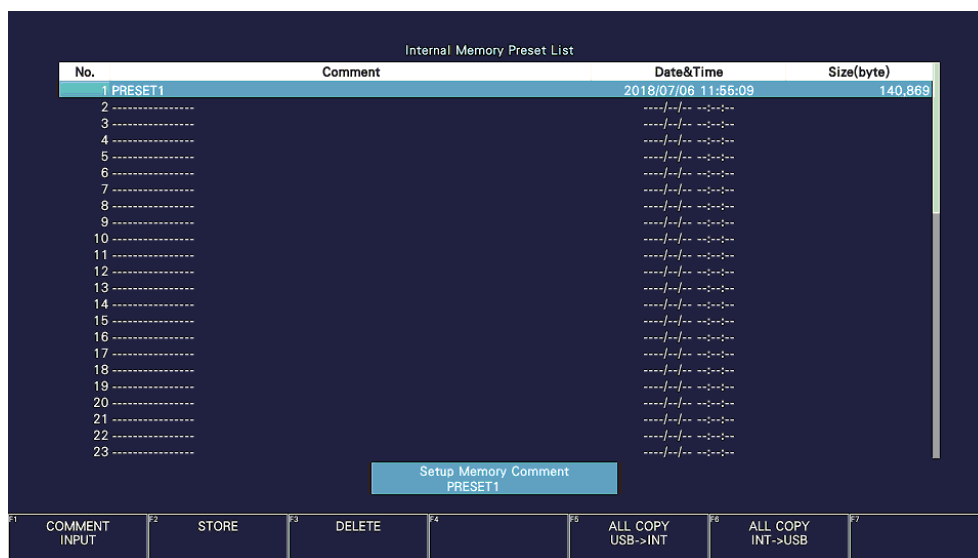 Internal Memory Preset List
No. Comment Date&Time Size(byte)
1 PRESET1 2018/07/06 11:55:09 140,869
2 ---------------- ----/--/-- --:--:--
3 ---------------- ----/--/-- --:--:--
4 ---------------- ----/--/-- --:--:--
5 ---------------- ----/--/-- --:--:--
6 ---------------- ----/--/-- --:--:--
7 ---------------- ----/--/-- --:--:--
8 ---------------- ----/--/-- --:--:--
9 ---------------- ----/--/-- --:--:--
10 ---------------- ----/--/-- --:--:--
11 ---------------- ----/--/-- --:--:--
12 ---------------- ----/--/-- --:--:--
13 ---------------- ----/--/-- --:--:--
14 ---------------- ----/--/-- --:--:--
15 ---------------- ----/--/-- --:--:--
16 ---------------- ----/--/-- --:--:--
17 ---------------- ----/--/-- --:--:--
18 ---------------- ----/--/-- --:--:--
19 ---------------- ----/--/-- --:--:--
20 ---------------- ----/--/-- --:--:--
21 ---------------- ----/--/-- --:--:--
22 ---------------- ----/--/-- --:--:--
23 ---------------- ----/--/-- --:--:--
Setup Memory Comment
PRESET1
F1 COMMENT
INPUT
F2 STORE
F3 DELETE
F4
F5 ALL COPY
USB->INT
F6 ALL COPY
INT->USB
F7